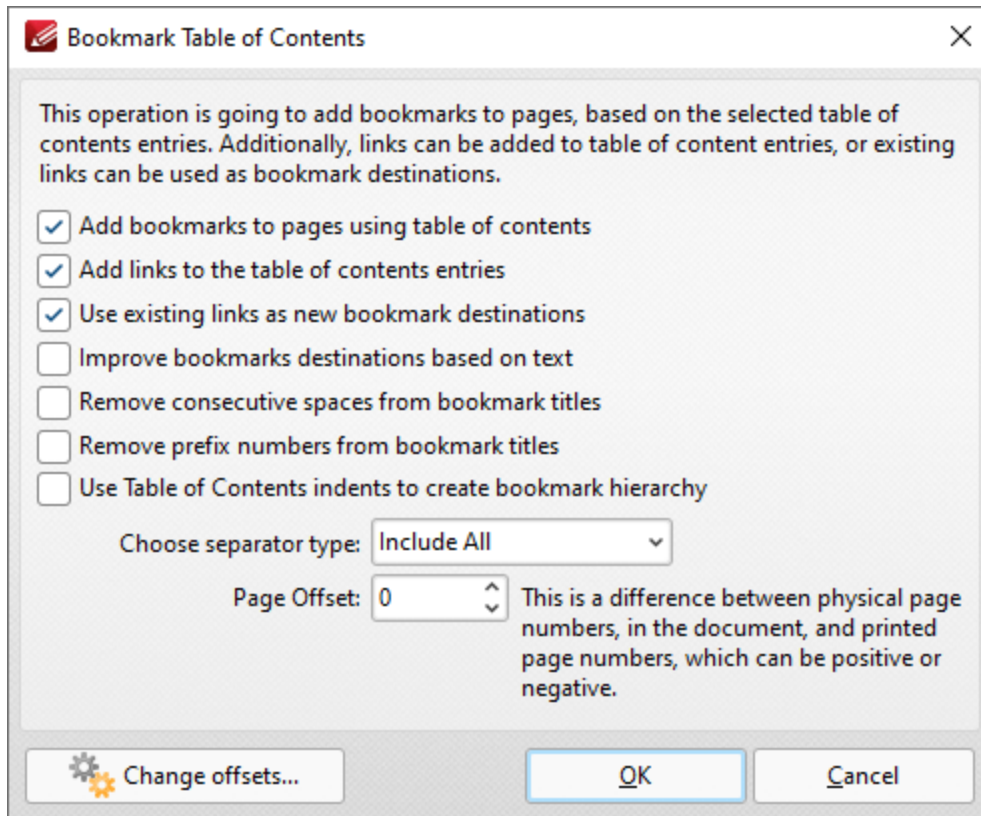 Bookmark Table of Contents
This operation is going to add bookmarks to pages, based on the selected table of
contents entries. Additionally, links can be added to table of content entries, or existing
links can be used as bookmark destinations.
Add bookmarks to pages using table of contents
Add links to the table of contents entries
Use existing links as new bookmark destinations
Improve bookmarks destinations based on text
Remove consecutive spaces from bookmark titles
Remove prefix numbers from bookmark titles
Use Table of Contents indents to create bookmark hierarchy
Choose separator type: Include All
Page Offset: 0 This is a difference between physical page
numbers, in the document, and printed
page numbers, which can be positive or
negative.
Change offsets... OK Cancel